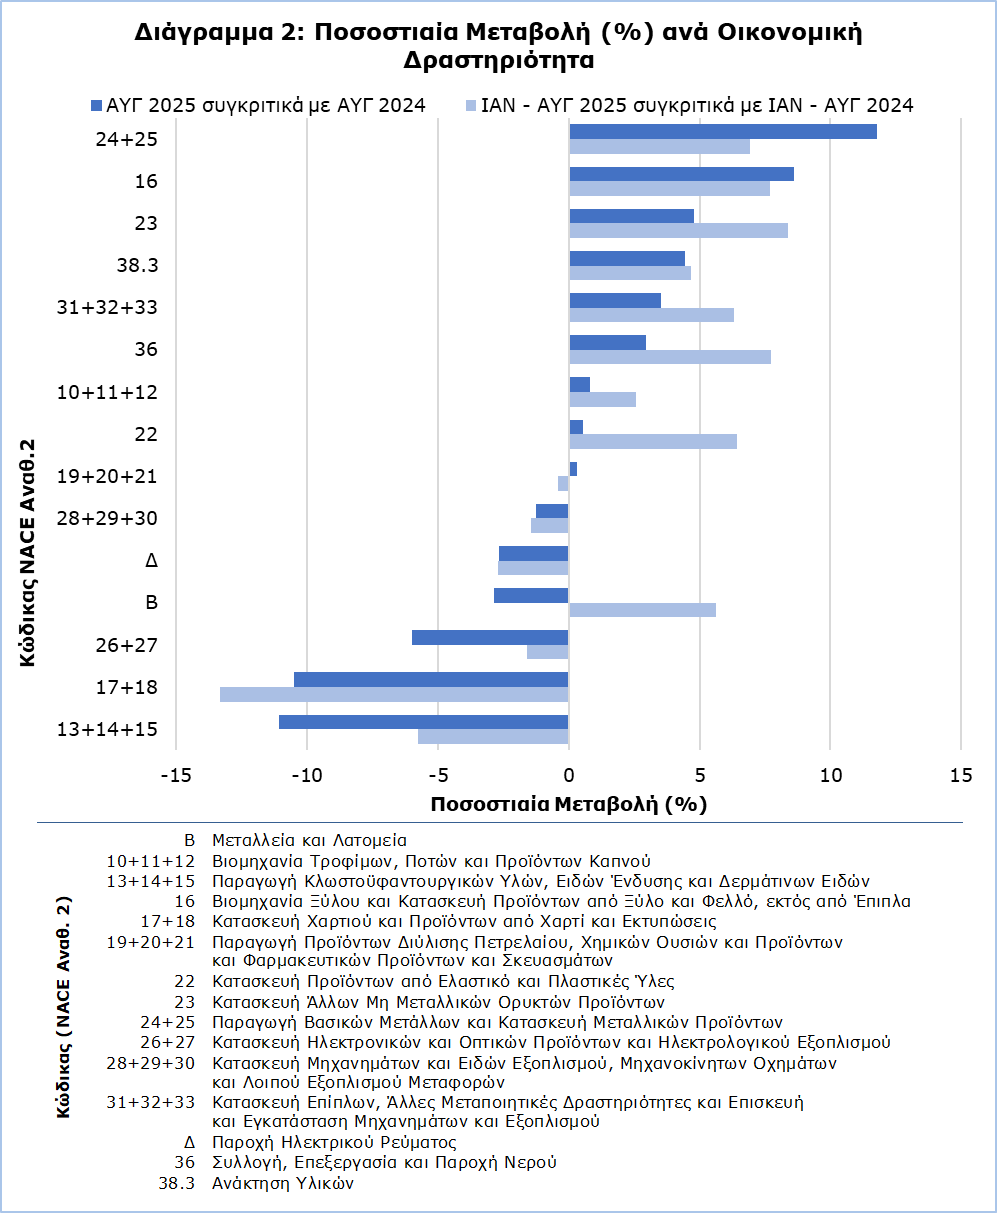 Διάγραμμα 2: Ποσοστιαία Μεταβολή (%) ανά Οικονομική
Δραστηριότητα
ΑΥΓ 2025 συγκριτικά με ΑΥΓ 2024
ΙΑΝ - ΑΥΓ 2025 συγκριτικά με ΙΑΝ - ΑΥΓ 2024
Κώδικας NACE Αναθ.2
24+25
16
23
38.3
31+32+33
36
10+11+12
22
19+20+21
28+29+30
Δ
Β
26+27
17+18
13+14+15
-15 -10 -5 0 5 10 15
Ποσοστιαία Μεταβολή (%)
Κώδικας (NACE Αναθ. 2)
Β Μεταλλεία και Λατομεία
10+11+12 Βιομηχανία Τροφίμων, Ποτών και Προϊόντων Καπνού
13+14+15 Παραγωγή Κλωστοϋφαντουργικών Υλών, Ειδών Ένδυσης και Δερμάτινων Ειδών
16 Βιομηχανία Ξύλου και Κατασκευή Προϊόντων από Ξύλο και Φελλό, εκτός από Έπιπλα
17+18 Κατασκευή Χαρτιού και Προϊόντων από Χαρτί και Εκτυπώσεις
19+20+21 Παραγωγή Προϊόντων Διύλισης Πετρελαίου, Χημικών Ουσιών και Προϊόντων
και Φαρμακευτικών Προϊόντων και Σκευασμάτων
22 Κατασκευή Προϊόντων από Ελαστικό και Πλαστικές Ύλες
23 Κατασκευή Άλλων Μη Μεταλλικών Ορυκτών Προϊόντων
24+25 Παραγωγή Βασικών Μετάλλων και Κατασκευή Μεταλλικών Προϊόντων
26+27 Κατασκευή Ηλεκτρονικών και Οπτικών Προϊόντων και Ηλεκτρολογικού Εξοπλισμού
28+29+30 Κατασκευή Μηχανημάτων και Ειδών Εξοπλισμού, Μηχανοκίνητων Οχημάτων
και Λοιπού Εξοπλισμού Μεταφορών
31+32+33 Κατασκευή Επίπλων, Άλλες Μεταποιητικές Δραστηριότητες και Επισκευή
και Εγκατάσταση Μηχανημάτων και Εξοπλισμού
Δ Παροχή Ηλεκτρικού Ρεύματος
36 Συλλογή, Επεξεργασία και Παροχή Νερού
38.3 Ανάκτηση Υλικών